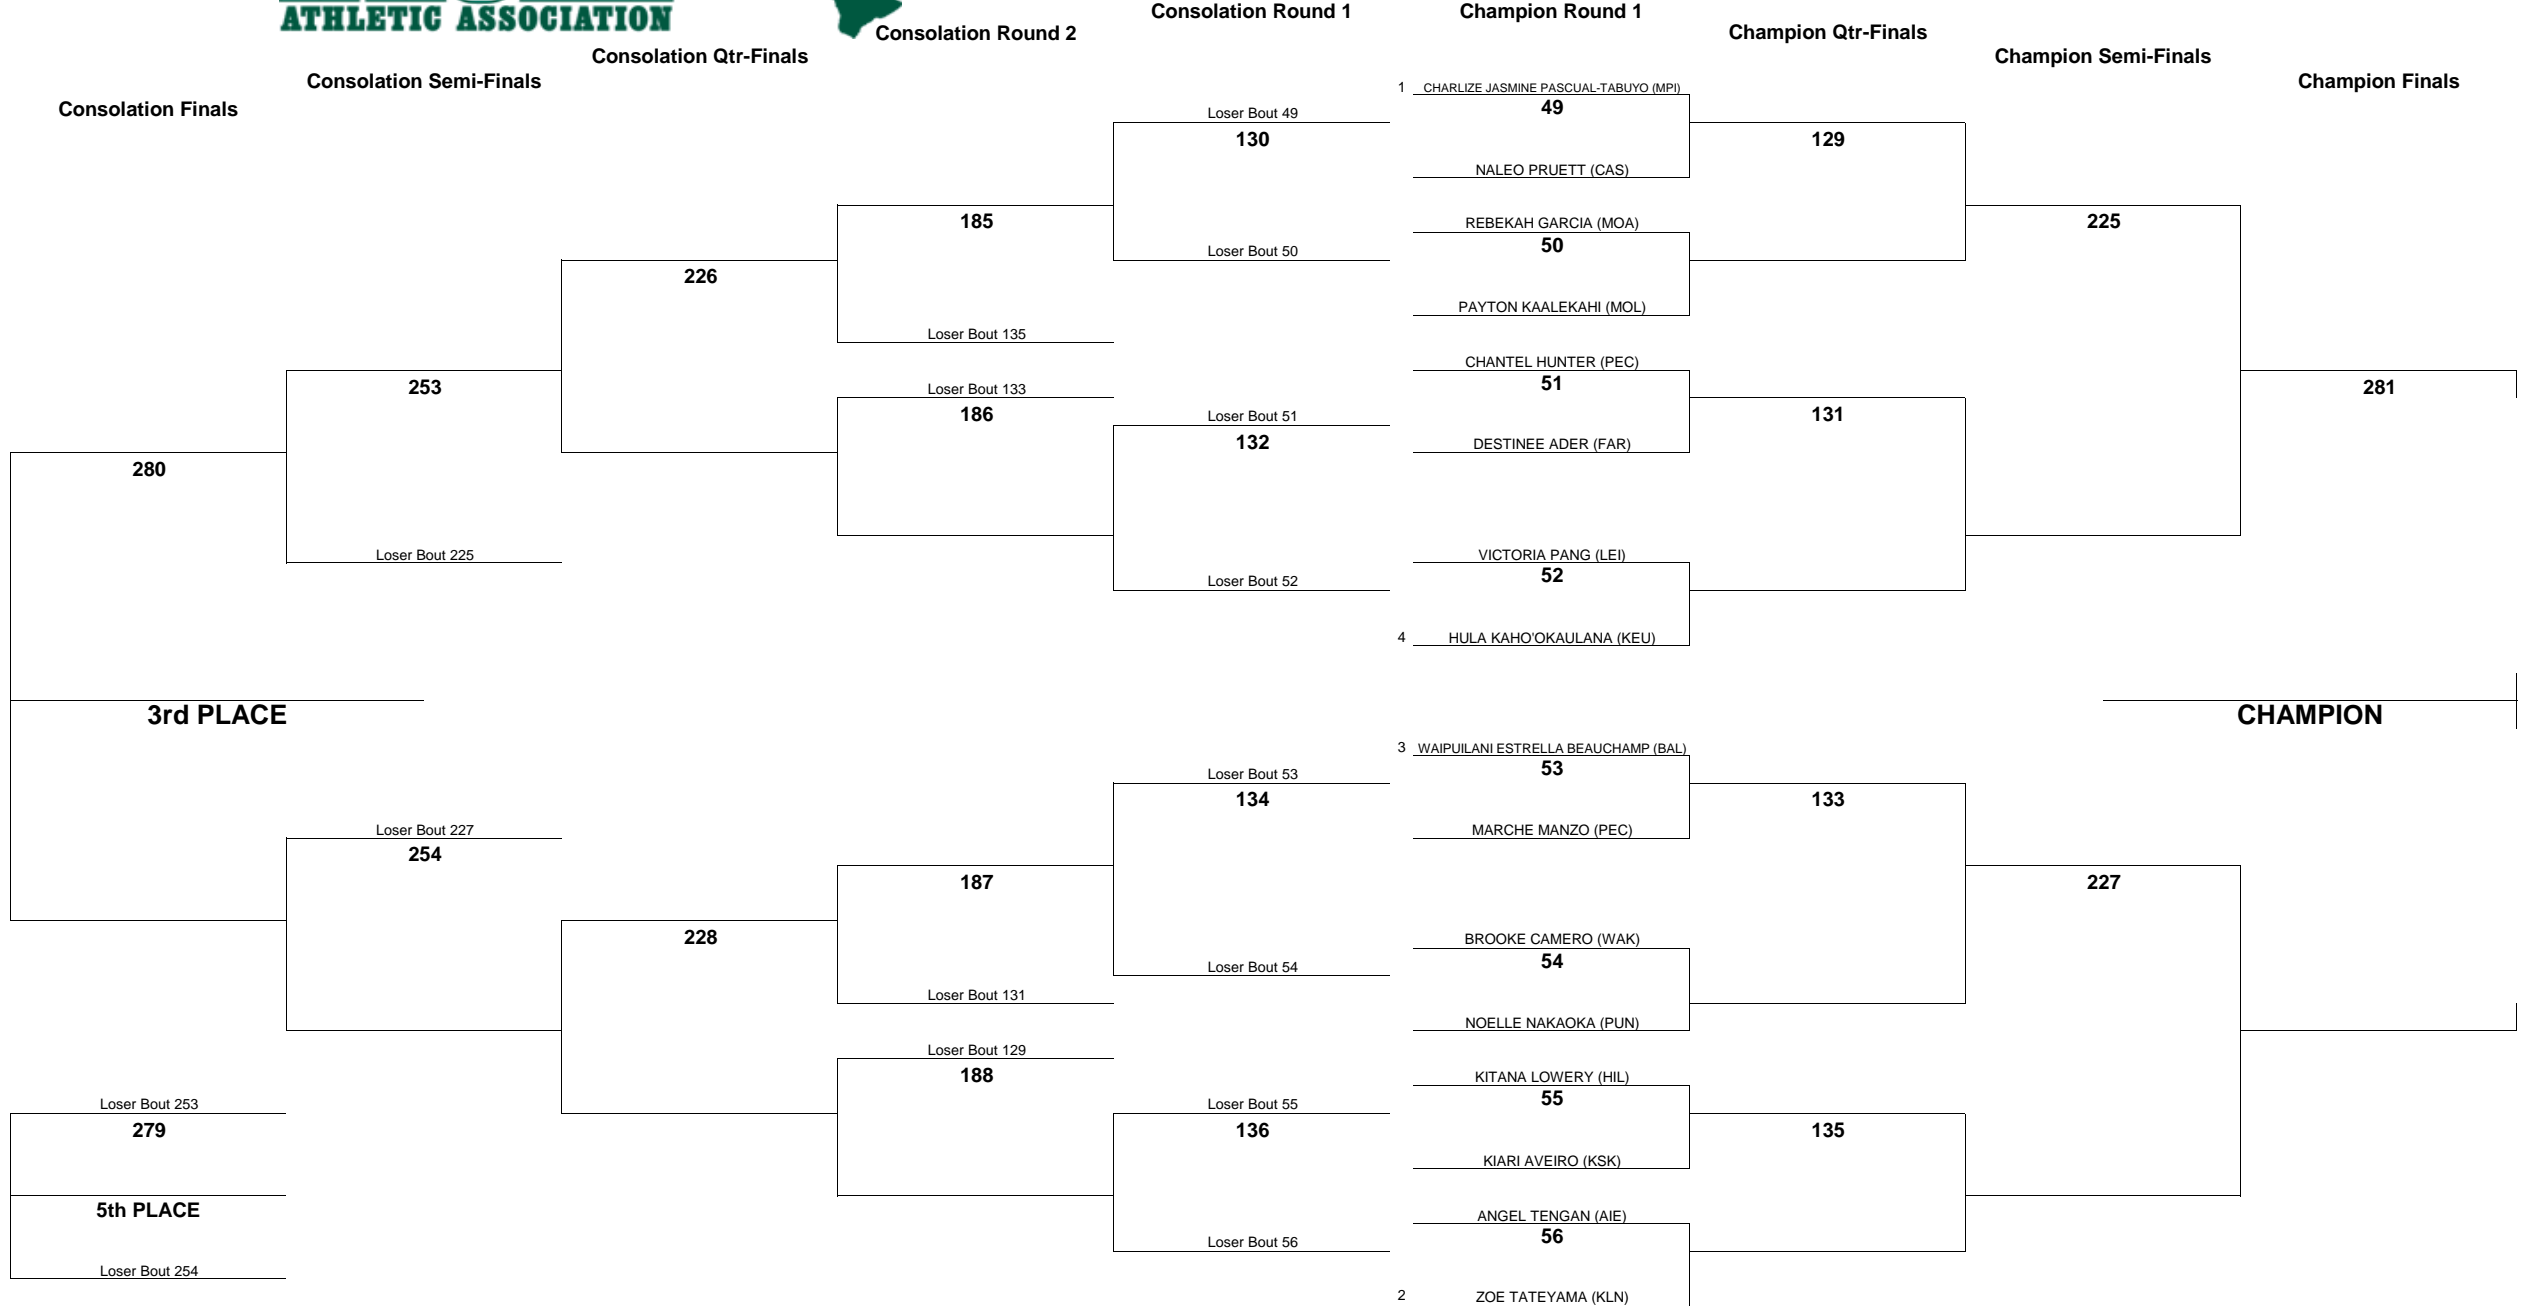 ATHLETIC ASSOCIATION
Consolation Round 1
Champion Round 1
Consolation Round 2
Champion Qtr-Finals
Consolation Qtr-Finals
Champion Semi-Finals
Consolation Semi-Finals
Champion Finals
Consolation Finals
1 CHARLIZE JASMINE PASCUAL-TABUYO (MPI)
49
Loser Bout 49
130
129
NALEO PRUETT (CAS)
185
225
REBEKAH GARCIA (MOA)
50
Loser Bout 50
226
PAYTON KAALEKAHI (MOL)
Loser Bout 135
CHANTEL HUNTER (PEC)
51
253
Loser Bout 133
281
186
Loser Bout 51
131
132
DESTINEE ADER (FAR)
280
Loser Bout 225
VICTORIA PANG (LEI)
52
Loser Bout 52
4 HULA KAHO'OKAULANA (KEU)
3rd PLACE
CHAMPION
3 WAIPUILANI ESTRELLA BEAUCHAMP (BAL)
53
Loser Bout 53
134
133
Loser Bout 227
MARCHE MANZO (PEC)
254
187
227
228
BROOKE CAMERO (WAK)
54
Loser Bout 54
Loser Bout 131
NOELLE NAKAOKA (PUN)
Loser Bout 129
188
KITANA LOWERY (HIL)
55
Loser Bout 253
Loser Bout 55
279
136
135
KIARI AVEIRO (KSK)
5th PLACE
ANGEL TENGAN (AIE)
56
Loser Bout 56
Loser Bout 254
2 ZOE TATEYAMA (KLN)